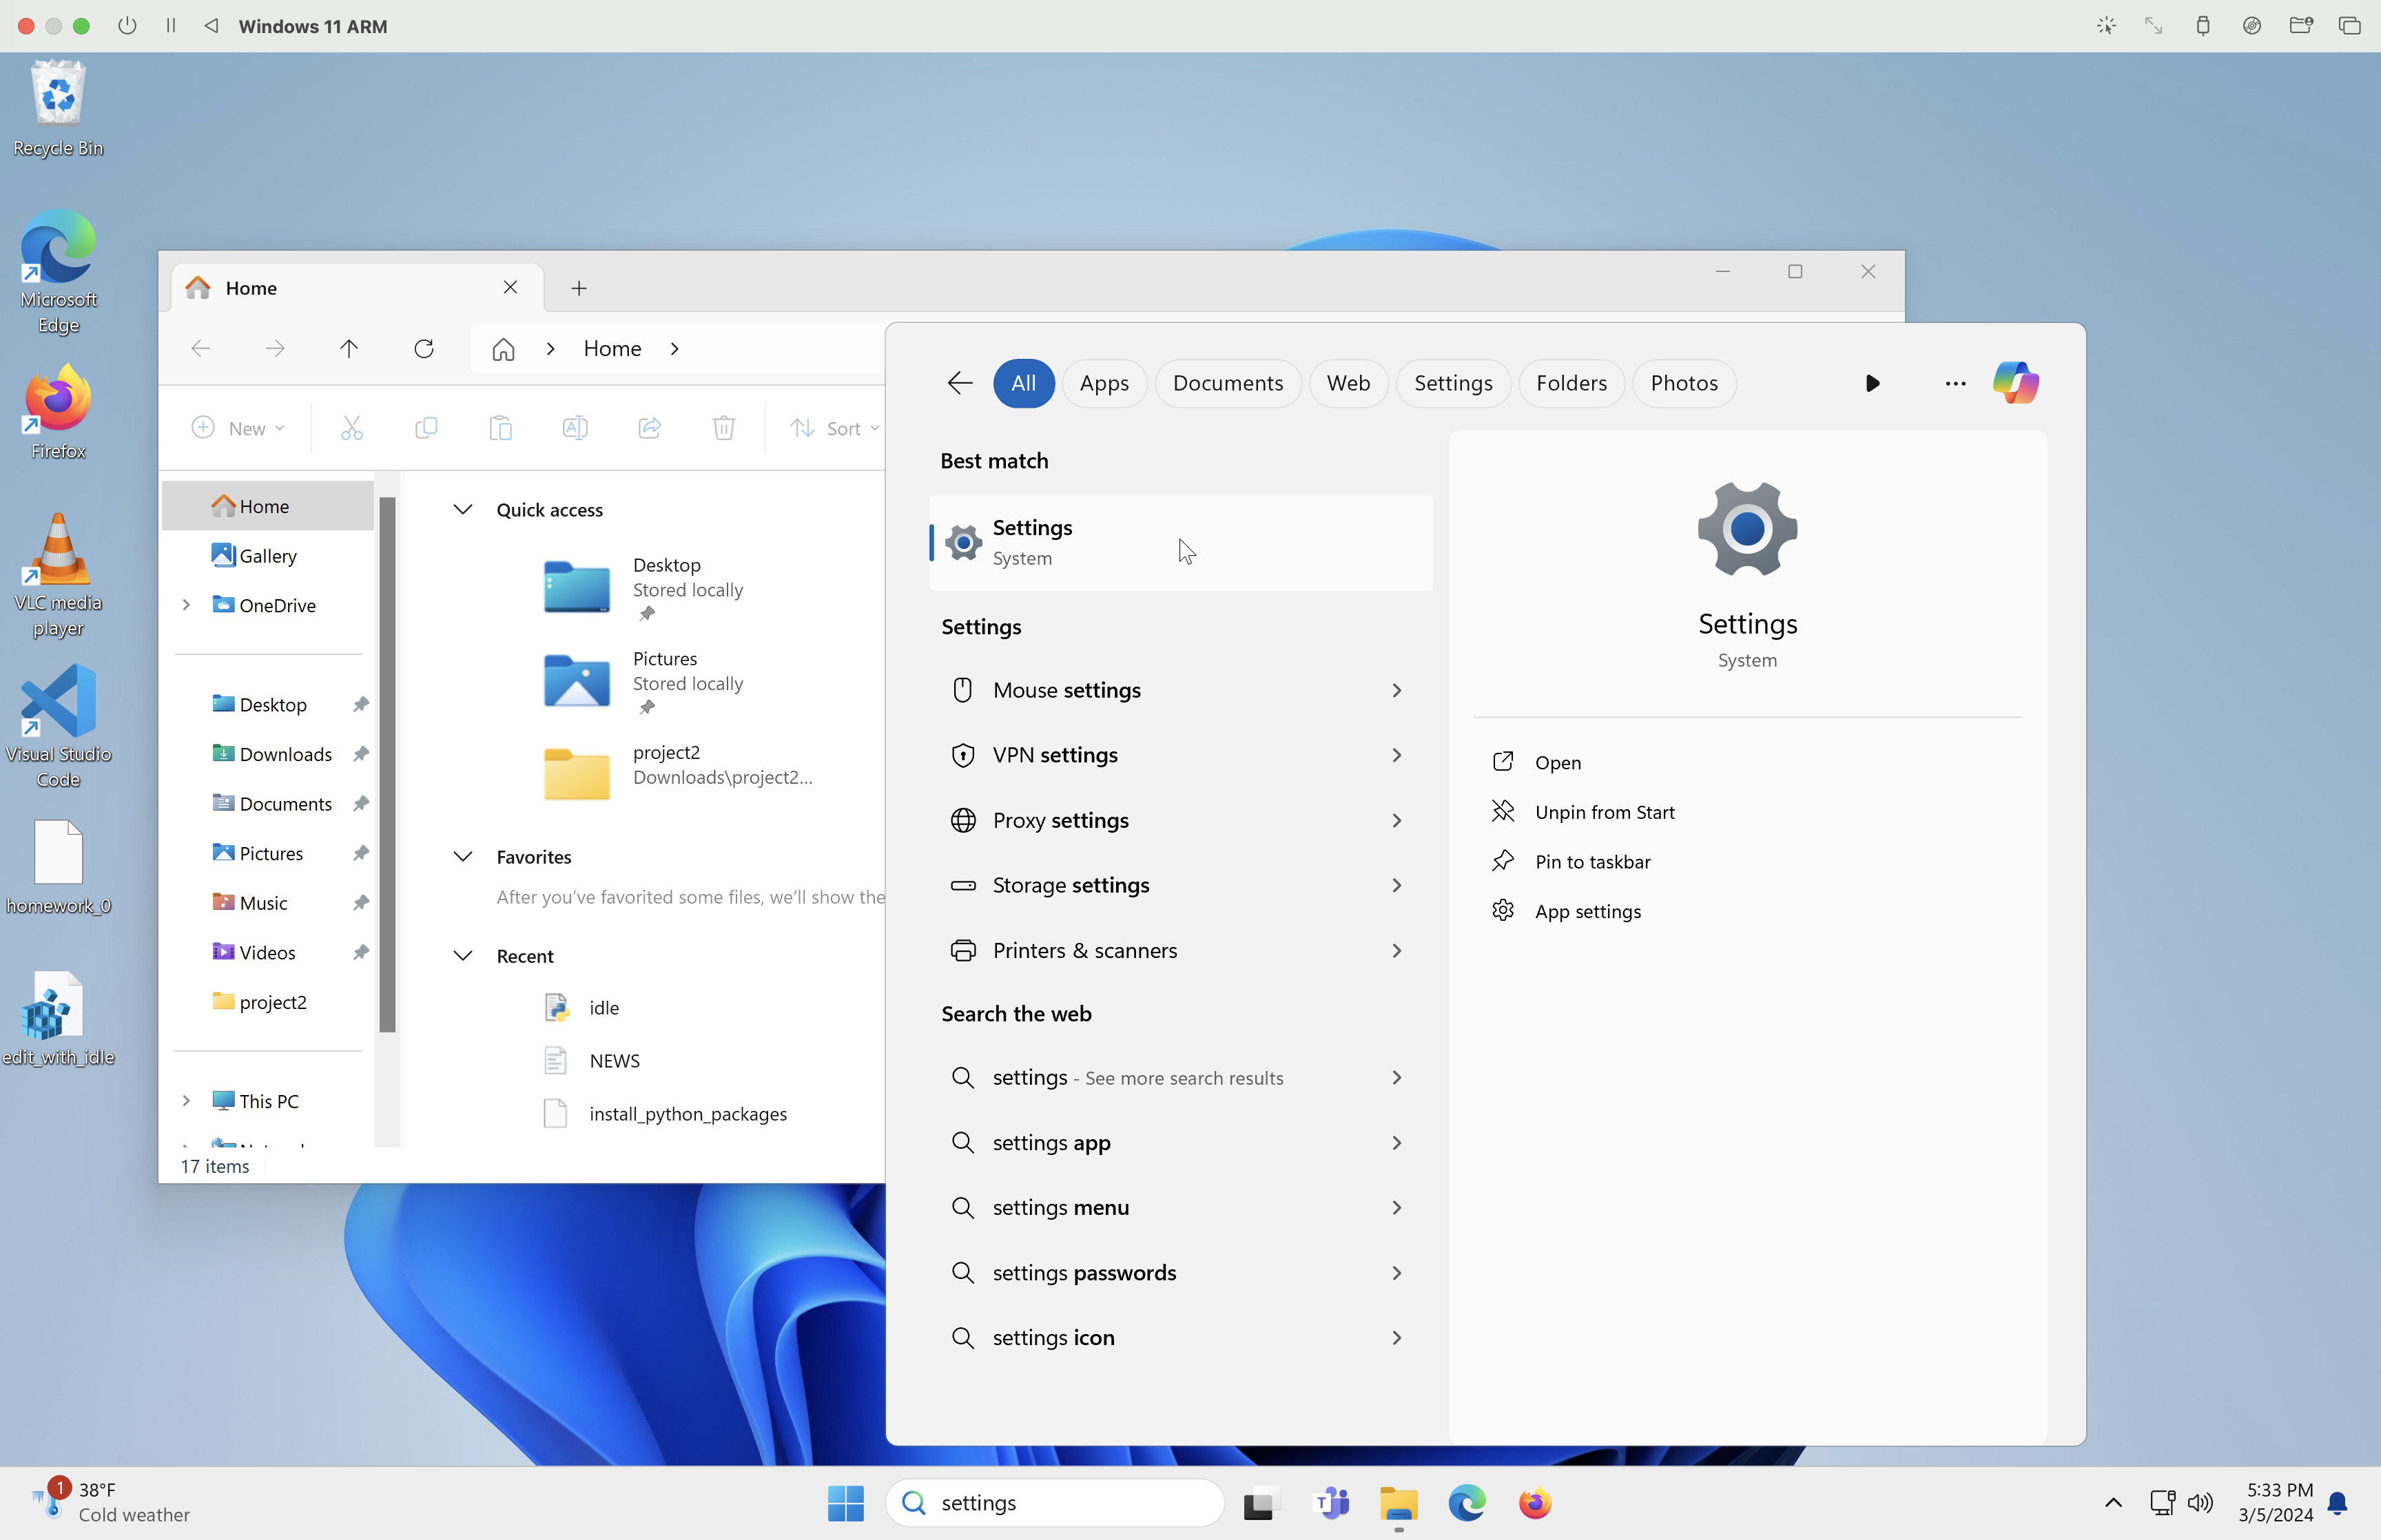 Windows 11 ARM
Recycle Bin
Microsoft
Edge
Firefox
VLC media
player
Visual Studio
Code
homework_0
edit_with_idle
Home
Home
New
Sort
Home
Gallery
OneDrive
Desktop
Downloads
Documents
Pictures
Music
Videos
project2
This PC
17 items
Quick access
Desktop
Stored locally
Pictures
Stored locally
project2
Downloads\project2...
Favorites
After you've favorited some files, we'll show the
Recent
idle
NEWS
install_python_packages
All Apps Documents Web Settings Folders Photos
Best match
Settings
System
Settings
Mouse settings
VPN settings
Proxy settings
Storage settings
Printers & scanners
Search the web
settings - See more search results
settings app
settings menu
settings passwords
settings icon
Settings
System
Open
Unpin from Start
Pin to taskbar
App settings
1
38°F
Cold weather
settings
T
5:33 PM
3/5/2024